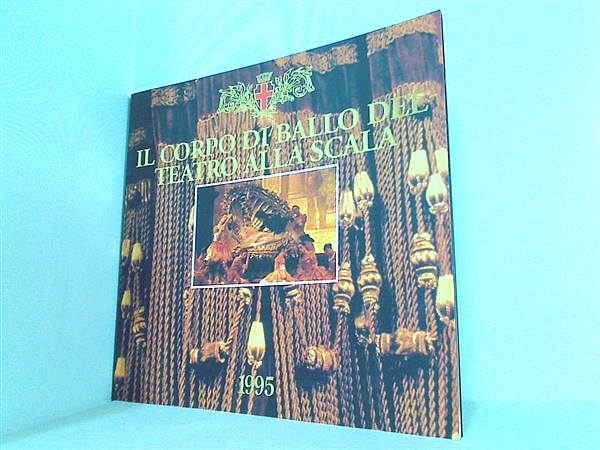 IL CORPO DI BALLO DEL
TEATRO ALLA SCALA
1995